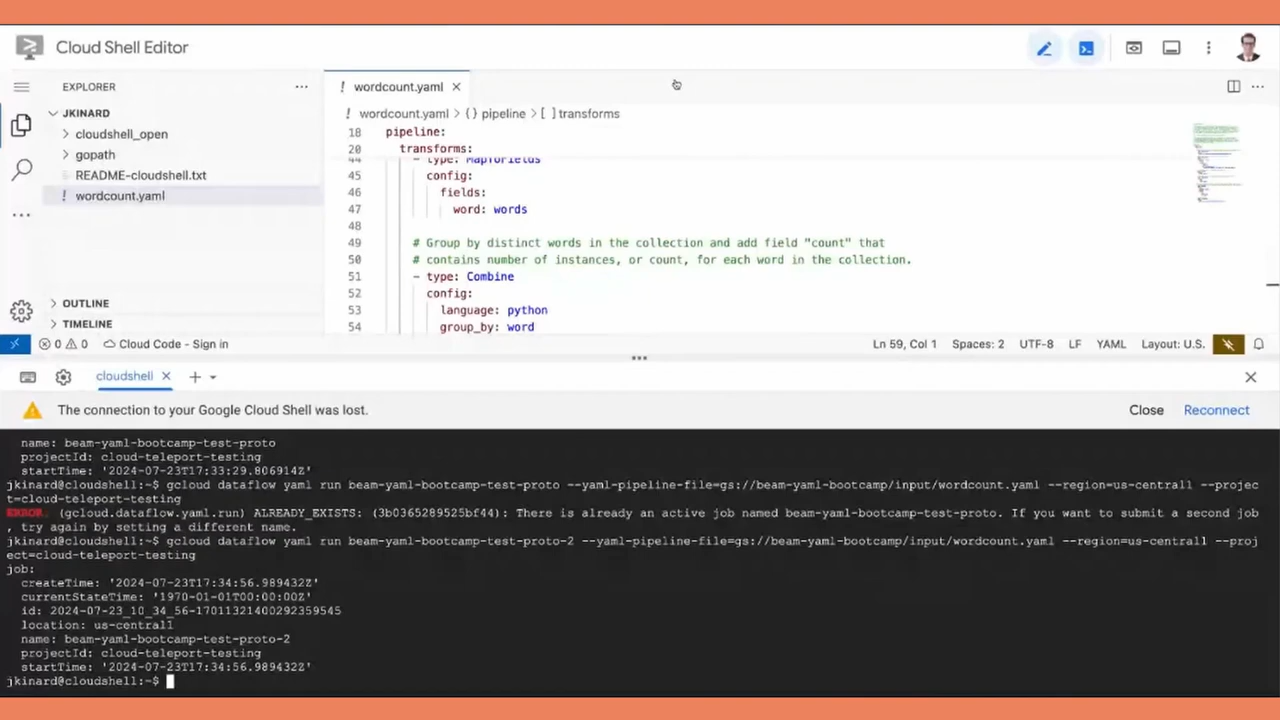 Cloud Shell Editor
EXPLORER
JKINARD
cloudshell_open
gopath
README-cloudshell.txt
! wordcount.yaml
OUTLINE
TIMELINE
! wordcount.yaml
! wordcount.yaml > { } pipeline > [ ] transforms
18 pipeline:
20 transforms:
44 - type: MapToFields
45 config:
46 fields:
47 word: words
48
49 # Group by distinct words in the collection and add field "count" that
50 # contains number of instances, or count, for each word in the collection.
51 - type: Combine
52 config:
53 language: python
54 group_by: word
0 0 Cloud Code - Sign in Ln 59, Col 1 Spaces: 2 UTF-8 LF YAML Layout: U.S.
cloudshell
The connection to your Google Cloud Shell was lost. Close Reconnect
name: beam-yaml-bootcamp-test-proto
projectId: cloud-teleport-testing
startTime: '2024-07-23T17:33:29.806914Z'
jkinard@cloudshell:~$ gcloud dataflow yaml run beam-yaml-bootcamp-test-proto --yaml-pipeline-file=gs://beam-yaml-bootcamp/input/wordcount.yaml --region=us-central1 --projec
t=cloud-teleport-testing
ERROR: (gcloud.dataflow.yaml.run) ALREADY_EXISTS: (3b0365289525bf44): There is already an active job named beam-yaml-bootcamp-test-proto. If you want to submit a second job
, try again by setting a different name.
jkinard@cloudshell:~$ gcloud dataflow yaml run beam-yaml-bootcamp-test-proto-2 --yaml-pipeline-file=gs://beam-yaml-bootcamp/input/wordcount.yaml --region=us-central1 --proj
ect=cloud-teleport-testing
job:
createTime: '2024-07-23T17:34:56.989432Z'
currentStateTime: '1970-01-01T00:00:00Z'
id: 2024-07-23_10_34_56-17011321400292359545
location: us-central1
name: beam-yaml-bootcamp-test-proto-2
projectId: cloud-teleport-testing
startTime: '2024-07-23T17:34:56.989432Z'
jkinard@cloudshell:~$